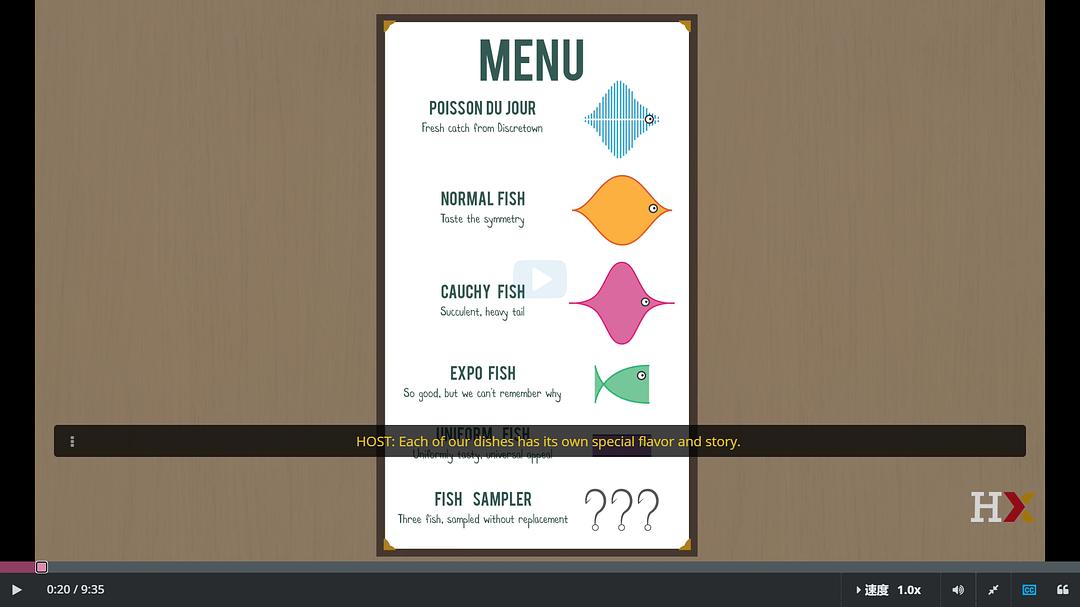 MENU
POISSON DU JOUR
Fresh catch from Discretown
NORMAL FISH
Taste the symmetry
CAUCHY FISH
Succulent, heavy tail
EXPO FISH
So good, but we can't remember why
UNIFORM FISH
HOST: Each of our dishes has its own special flavor and story.
Uniformly tasty, universal appeal
FISH SAMPLER
Three fish, sampled without replacement
???
HX
0:20 / 9:35
速度 1.0x
CC